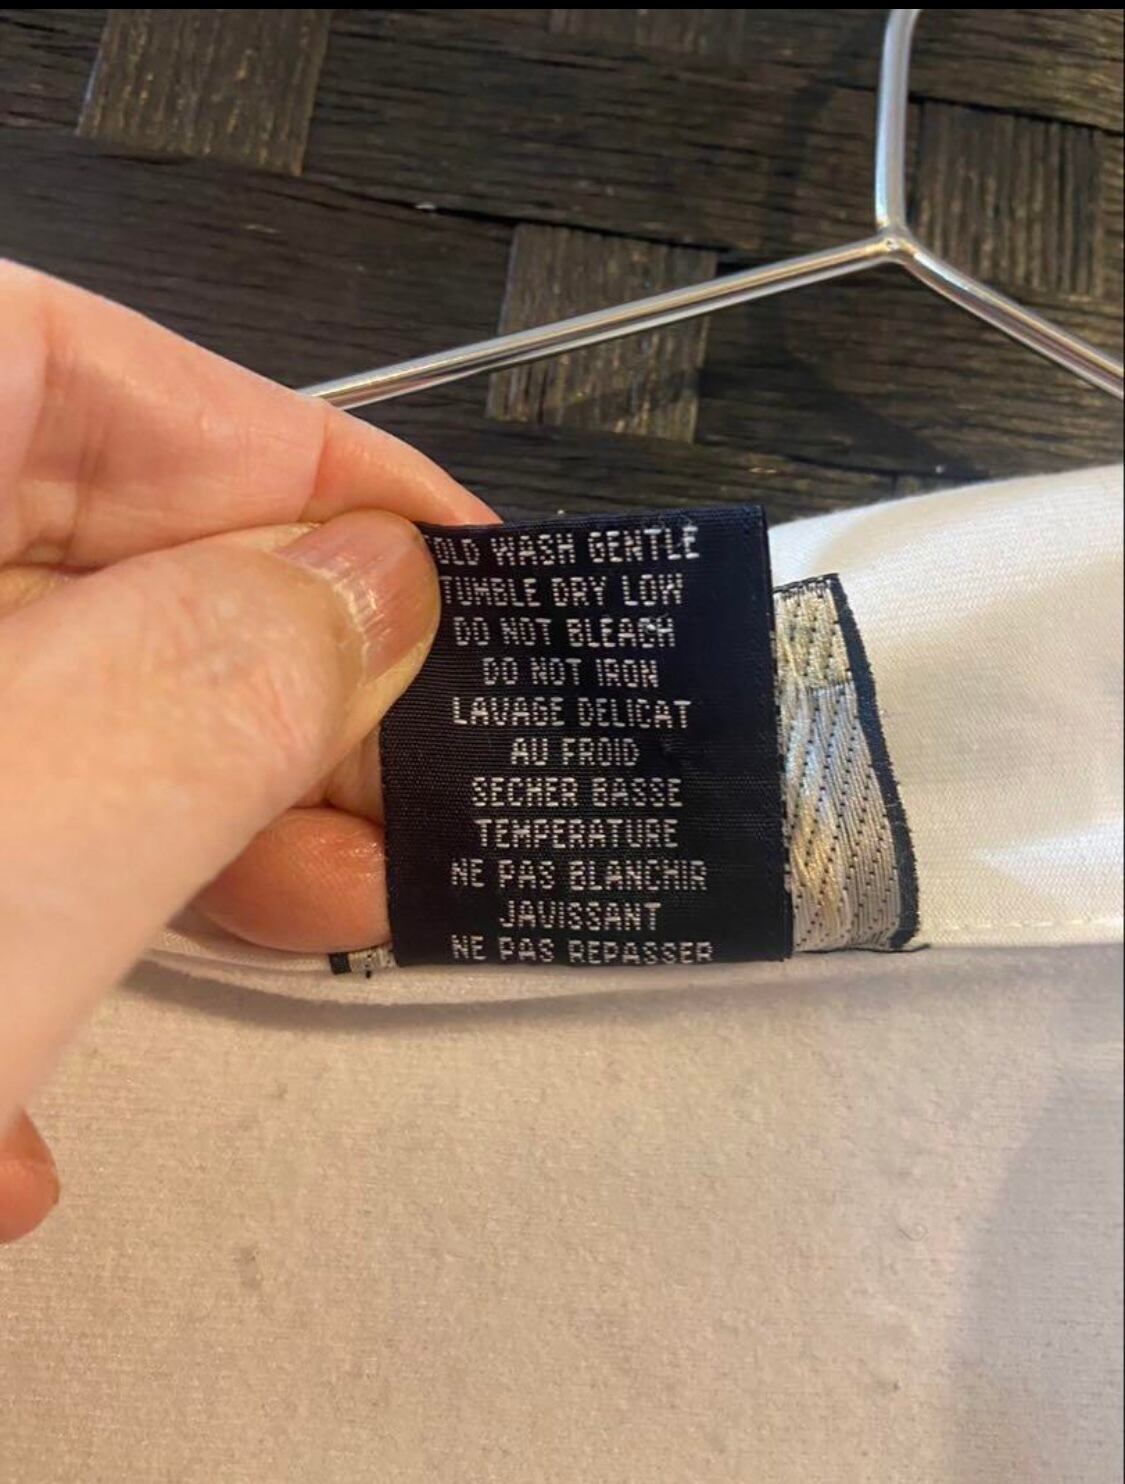 OLD WASH GENTLE
TUMBLE DRY LOW
DO NOT BLEACH
DO NOT IRON
LAVAGE DELICAT
AU FROID
SECHER BASSE
TEMPERATURE
NE PAS BLANCHIR
JAVISSANT
NE PAS REPASSER